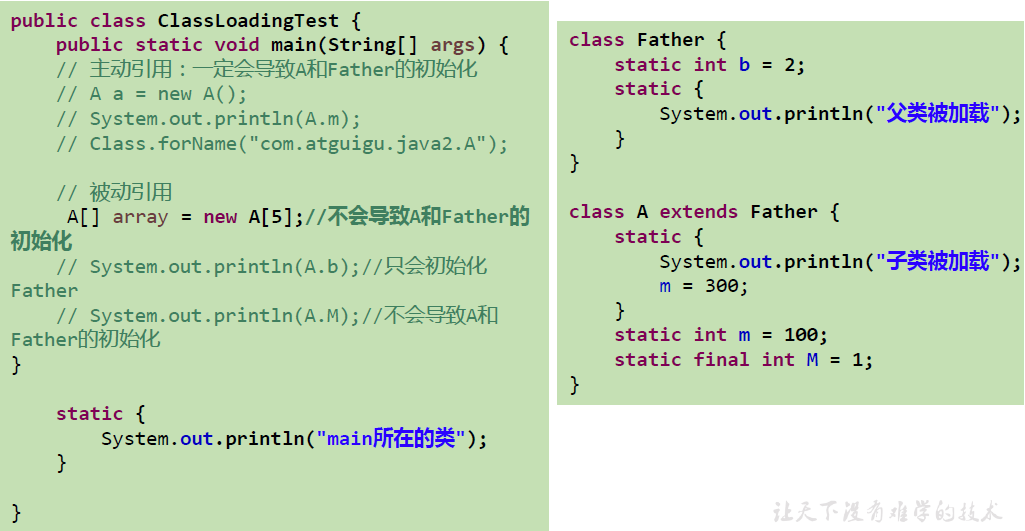 public class ClassLoadingTest {
public static void main(String[] args) {
// 主动引用：一定会导致A和Father的初始化
// A a = new A();
// System.out.println(A.m);
// Class.forName("com.atguigu.java2.A");
// 被动引用
A[] array = new A[5];//不会导致A和Father的
初始化
// System.out.println(A.b);//只会初始化
Father
// System.out.println(A.M);//不会导致A和
Father的初始化
}
static {
System.out.println("main所在的类");
}
}
class Father {
static int b = 2;
static {
System.out.println("父类被加载");
}
}
class A extends Father {
static {
System.out.println("子类被加载");
m = 300;
}
static int m = 100;
static final int M = 1;
}
让天下没有难学的技术